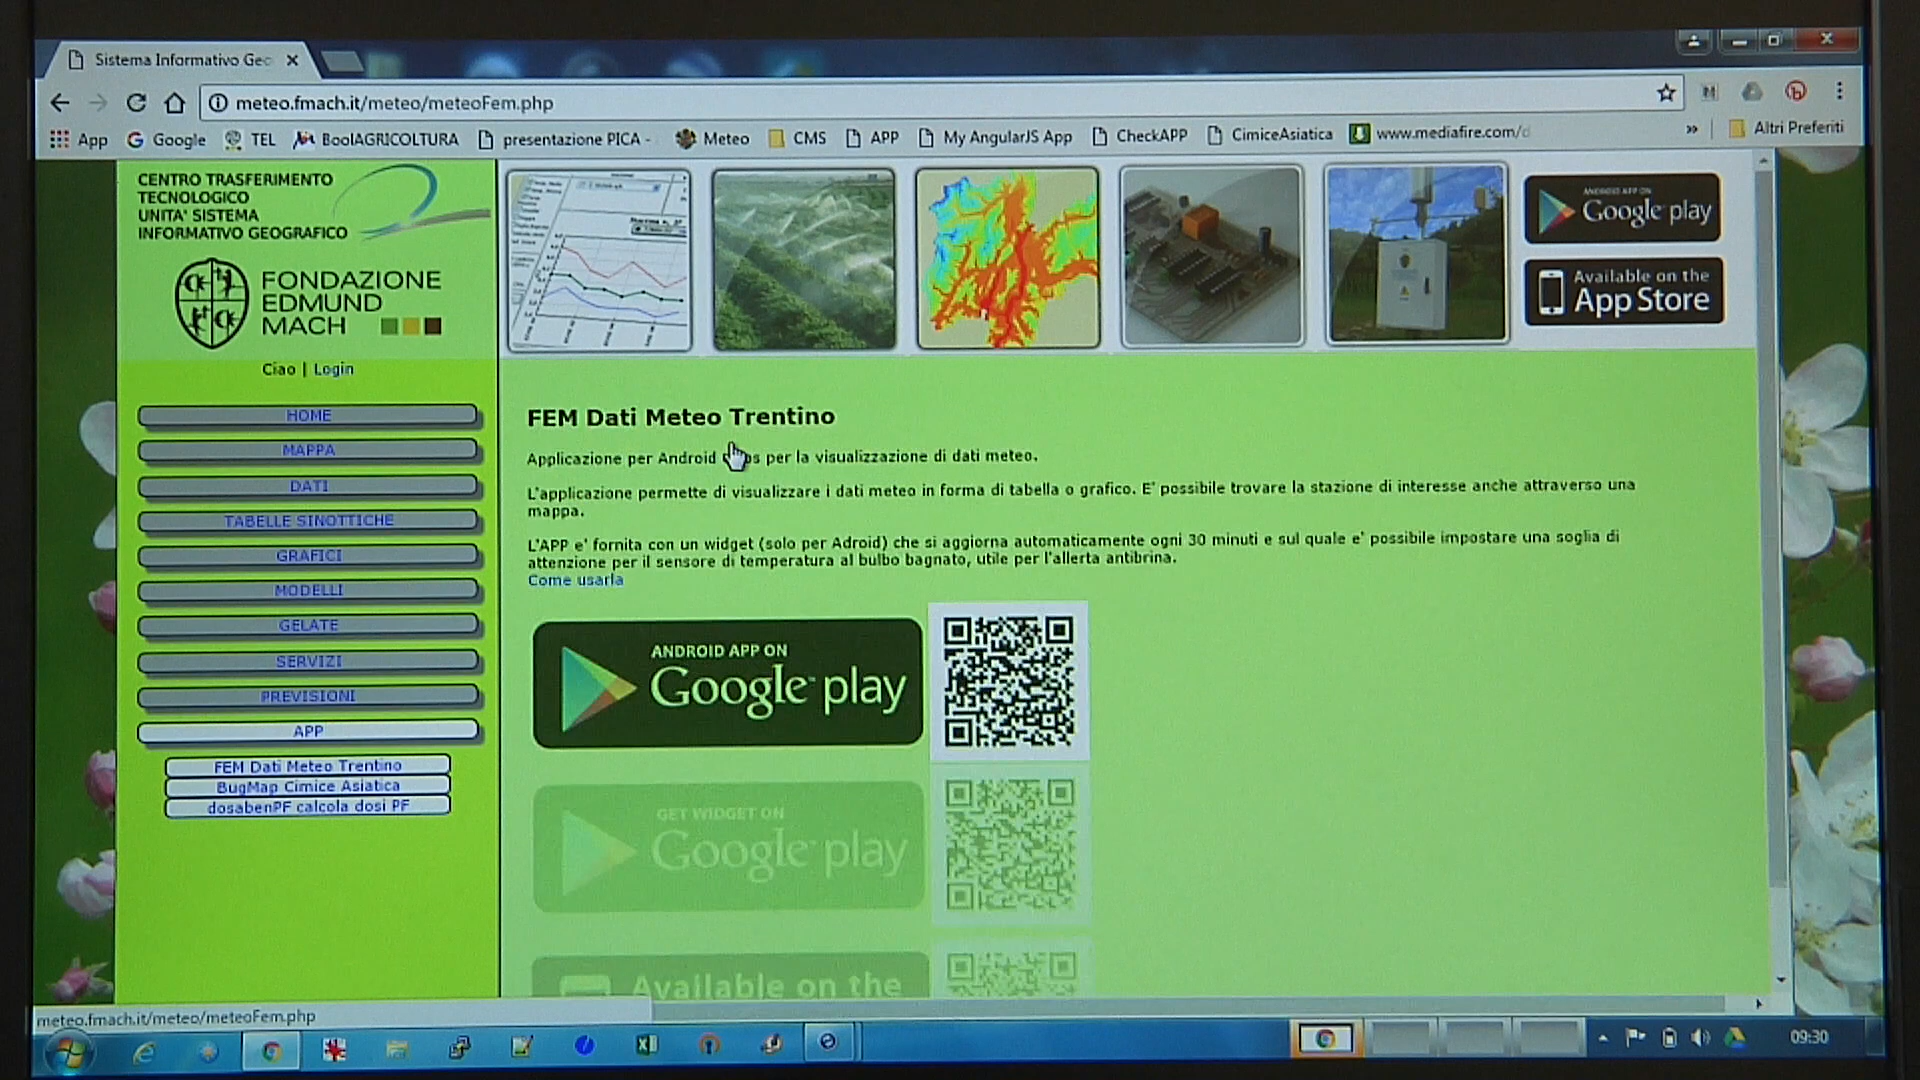 Sistema Informativo Geo
meteo.fmach.it/meteo/meteoFem.php
App
Google
TEL
BoolAGRICOLTURA
presentazione PICA -
Meteo
CMS
APP
My AngularJS App
CheckAPP
CimiceAsiatica
www.mediafire.com/
»
Altri Preferiti
CENTRO TRASFERIMENTO
TECNOLOGICO
UNITA' SISTEMA
INFORMATIVO GEOGRAFICO
FONDAZIONE
EDMUND
MACH
Ciao | Login
HOME
MAPPA
DATI
TABELLE SINOTTICHE
GRAFICI
MODELLI
GELATE
SERVIZI
PREVISIONI
APP
FEM Dati Meteo Trentino
BugMap Cimice Asiatica
dosabenPF calcola dosi PF
ANDROID APP ON
Google play
Available on the
App Store
FEM Dati Meteo Trentino
Applicazione per Android per la visualizzazione di dati meteo.
L'applicazione permette di visualizzare i dati meteo in forma di tabella o grafico. E' possibile trovare la stazione di interesse anche attraverso una
mappa.
L'APP e' fornita con un widget (solo per Adroid) che si aggiorna automaticamente ogni 30 minuti e sul quale e' possibile impostare una soglia di
attenzione per il sensore di temperatura al bulbo bagnato, utile per l'allerta antibrina.
Come usarla
ANDROID APP ON
Google play
GET WIDGET ON
Google play
Available on the
meteo.fmach.it/meteo/meteoFem.php
09:30